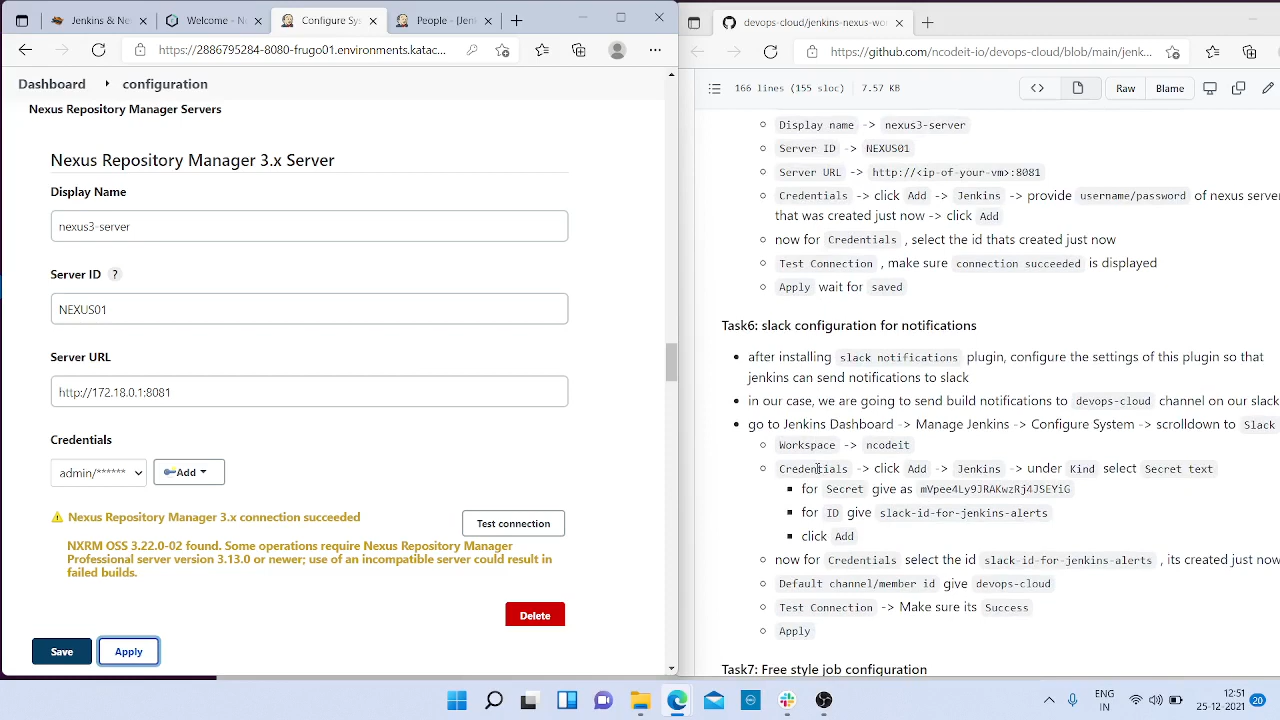 Jenkins & Ne
Welcome - N
Configure Sy
People - Jen
devops-cloud/jenkins-nexus-wo
https://2886795284-8080-frugo01.environments.katac...
https://github.com/ncodeit-io/devops-cloud/blob/main/jen...
Dashboard configuration
166 lines (155 sloc) 7.57 KB
Raw Blame
Nexus Repository Manager Servers
Nexus Repository Manager 3.x Server
Display Name
nexus3-server
Server ID ?
NEXUS01
Server URL
http://172.18.0.1:8081
Credentials
admin/******
Add
Nexus Repository Manager 3.x connection succeeded
Test connection
NXRM OSS 3.22.0-02 found. Some operations require Nexus Repository Manager
Professional server version 3.13.0 or newer; use of an incompatible server could result in
failed builds.
Delete
Save Apply
Display name -> nexus3-server
Server ID -> NEXUS01
Server URL -> http://<ip-of-your-vm>:8081
Credentials -> click Add -> Jenkins -> provide username/password of nexus server
that was created just now -> click Add
now for Credentials , select the id thats created just now
Test Connection , make sure connection succeeded is displayed
Apply wait for saved
Task6: slack configuration for notifications
after installing slack notifications plugin, configure the settings of this plugin so that
jenkins can send notifications to slack
in our case, we are going to send build notifications to devops-cloud channel on our slack
go to Jenkins Dashboard -> Manage Jenkins -> Configure System -> scrolldown to Slack
Workspace -> ncodeit
Credentials -> click Add -> Jenkins -> under Kind select Secret text
for Secret give as mVpee4Ly9JRAKwzRj4JSEYiG
for ID give slack-id-for-jenkins-alerts
click Add
now for Credentials select the id slack-id-for-jenkins-alerts , its created just now
Default channel/member id give devops-cloud
Test Connection -> Make sure its Success
Apply
Task7: Free style job configuration
ENG
IN
12:51
25-12-2021
20